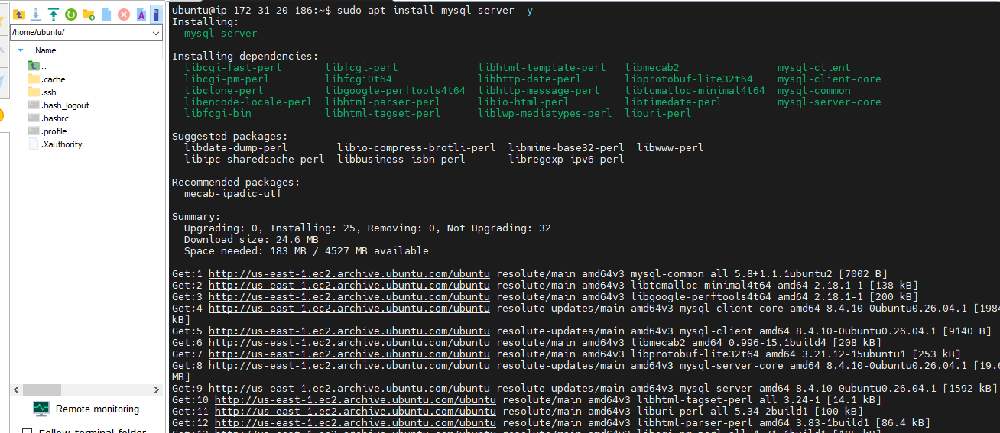 /home/ubuntu/
Name
..
.cache
.ssh
.bash_logout
.bashrc
.profile
.Xauthority
Remote monitoring
Follow terminal folder
ubuntu@ip-172-31-20-186:~$ sudo apt install mysql-server -y
Installing:
mysql-server
Installing dependencies:
libcgi-fast-perl libfcgi-perl libhtml-template-perl libmecab2 mysql-client
libcgi-pm-perl libfcgi0t64 libhttp-date-perl libprotobuf-lite32t64 mysql-client-core
libclone-perl libgoogle-perftools4t64 libhttp-message-perl libtcmalloc-minimal4t64 mysql-common
libencode-locale-perl libhtml-parser-perl libio-html-perl libtimedate-perl mysql-server-core
libfcgi-bin libhtml-tagset-perl liblwp-mediatypes-perl liburi-perl
Suggested packages:
libdata-dump-perl libio-compress-brotli-perl libmime-base32-perl libwww-perl
libipc-sharedcache-perl libbusiness-isbn-perl libregexp-ipv6-perl
Recommended packages:
mecab-ipadic-utf
Summary:
Upgrading: 0, Installing: 25, Removing: 0, Not Upgrading: 32
Download size: 24.6 MB
Space needed: 183 MB / 4527 MB available
Get:1 http://us-east-1.ec2.archive.ubuntu.com/ubuntu resolute/main amd64v3 mysql-common all 5.8+1.1.1ubuntu2 [7002 B]
Get:2 http://us-east-1.ec2.archive.ubuntu.com/ubuntu resolute/main amd64v3 libtcmalloc-minimal4t64 amd64 2.18.1-1 [138 kB]
Get:3 http://us-east-1.ec2.archive.ubuntu.com/ubuntu resolute/main amd64v3 libgoogle-perftools4t64 amd64 2.18.1-1 [200 kB]
Get:4 http://us-east-1.ec2.archive.ubuntu.com/ubuntu resolute-updates/main amd64v3 mysql-client-core amd64 8.4.10-0ubuntu0.26.04.1 [1984
kB]
Get:5 http://us-east-1.ec2.archive.ubuntu.com/ubuntu resolute-updates/main amd64v3 mysql-client amd64 8.4.10-0ubuntu0.26.04.1 [9140 B]
Get:6 http://us-east-1.ec2.archive.ubuntu.com/ubuntu resolute/main amd64v3 libmecab2 amd64 0.996-15.1build4 [208 kB]
Get:7 http://us-east-1.ec2.archive.ubuntu.com/ubuntu resolute/main amd64v3 libprotobuf-lite32t64 amd64 3.21.12-15ubuntu1 [253 kB]
Get:8 http://us-east-1.ec2.archive.ubuntu.com/ubuntu resolute-updates/main amd64v3 mysql-server-core amd64 8.4.10-0ubuntu0.26.04.1 [19.6
MB]
Get:9 http://us-east-1.ec2.archive.ubuntu.com/ubuntu resolute-updates/main amd64v3 mysql-server amd64 8.4.10-0ubuntu0.26.04.1 [1592 kB]
Get:10 http://us-east-1.ec2.archive.ubuntu.com/ubuntu resolute/main amd64v3 libhtml-tagset-perl all 3.24-1 [14.1 kB]
Get:11 http://us-east-1.ec2.archive.ubuntu.com/ubuntu resolute/main amd64v3 liburi-perl all 5.34-2build1 [100 kB]
Get:12 http://us-east-1.ec2.archive.ubuntu.com/ubuntu resolute/main amd64v3 libhtml-parser-perl amd64 3.83-1build1 [86.4 kB]